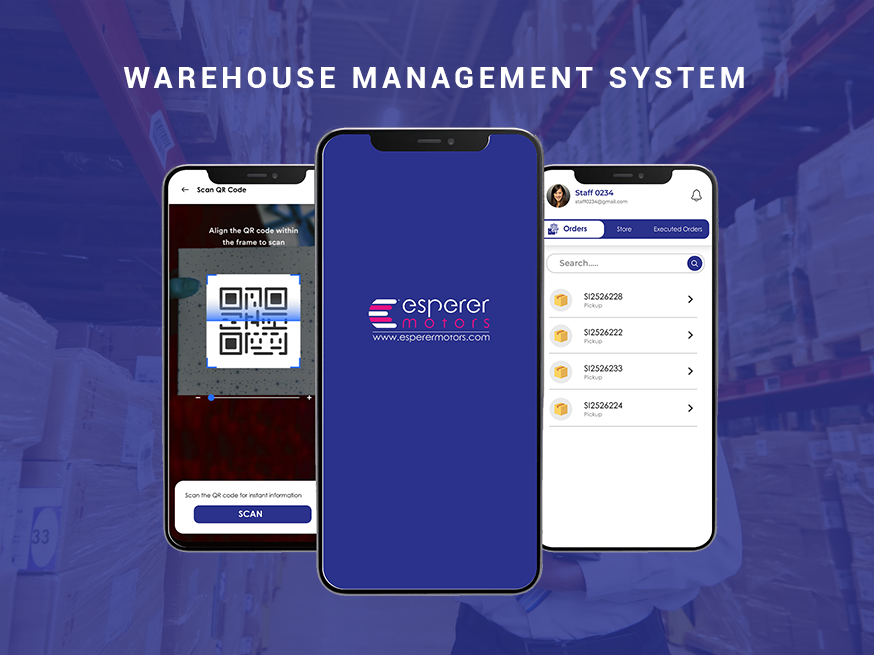 WAREHOUSE MANAGEMENT SYSTEM
Scan QR Code
Align the QR code within
the frame to scan
Scan the QR code for instant information
SCAN
esperer
motors
www.esperermotors.com
Staff 0234
staff0234@gmail.com
Orders
Store
Executed Orders
Search.....
SI2526228
Pickup
SI2526222
Pickup
SI2526233
Pickup
SI2526224
Pickup
33